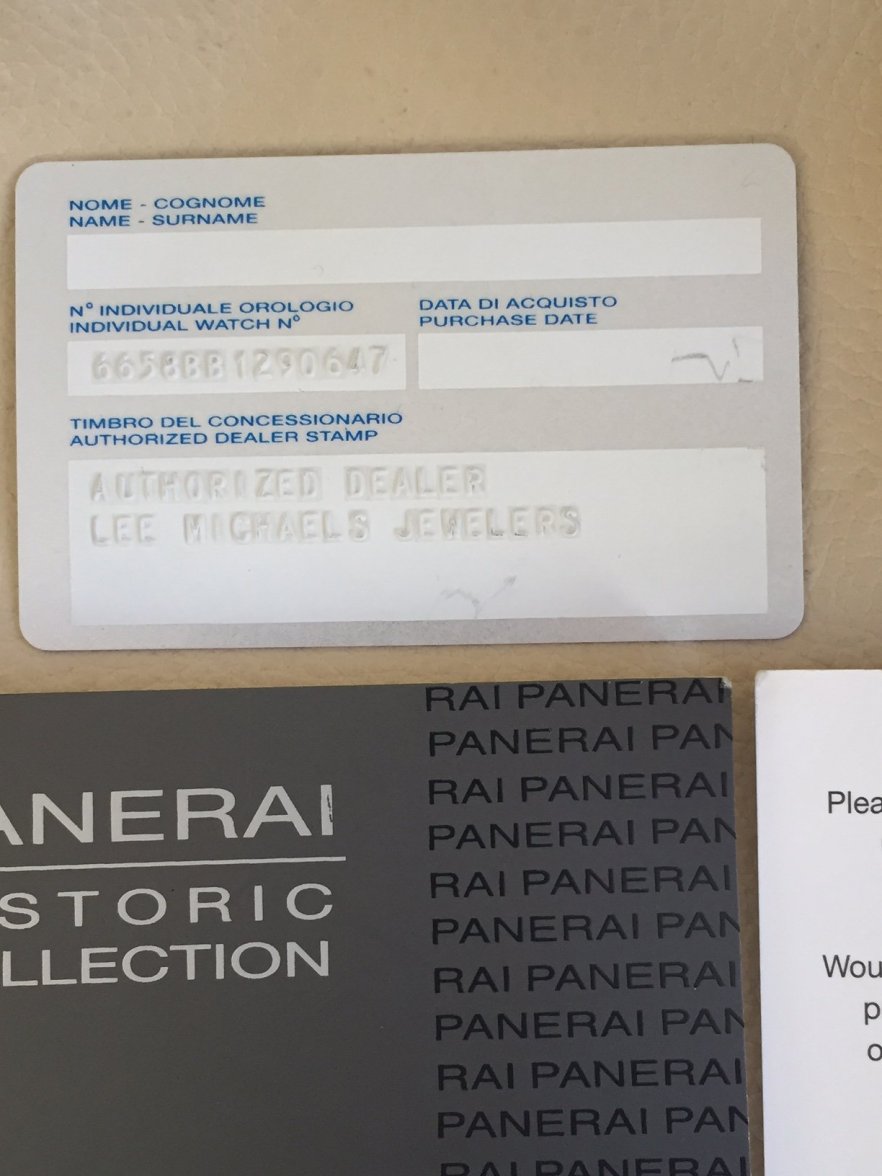 NOME - COGNOME
NAME - SURNAME
N° INDIVIDUALE OROLOGIO
INDIVIDUAL WATCH N°
DATA DI ACQUISTO
PURCHASE DATE
6658BB1290647
TIMBRO DEL CONCESSIONARIO
AUTHORIZED DEALER STAMP
AUTHORIZED DEALER
LEE MICHAELS JEWELERS
ANERAI
STORIC
LLECTION
RAI PANERAI
PANERAI PAN
RAI PANERAI
PANERAI PAN
RAI PANERAI
PANERAI PAN
RAI PANERAI
PANERAI PAN
RAI PANERAI
PANERAI PAN
RAI PANERAI
Plea
Wou
p
o